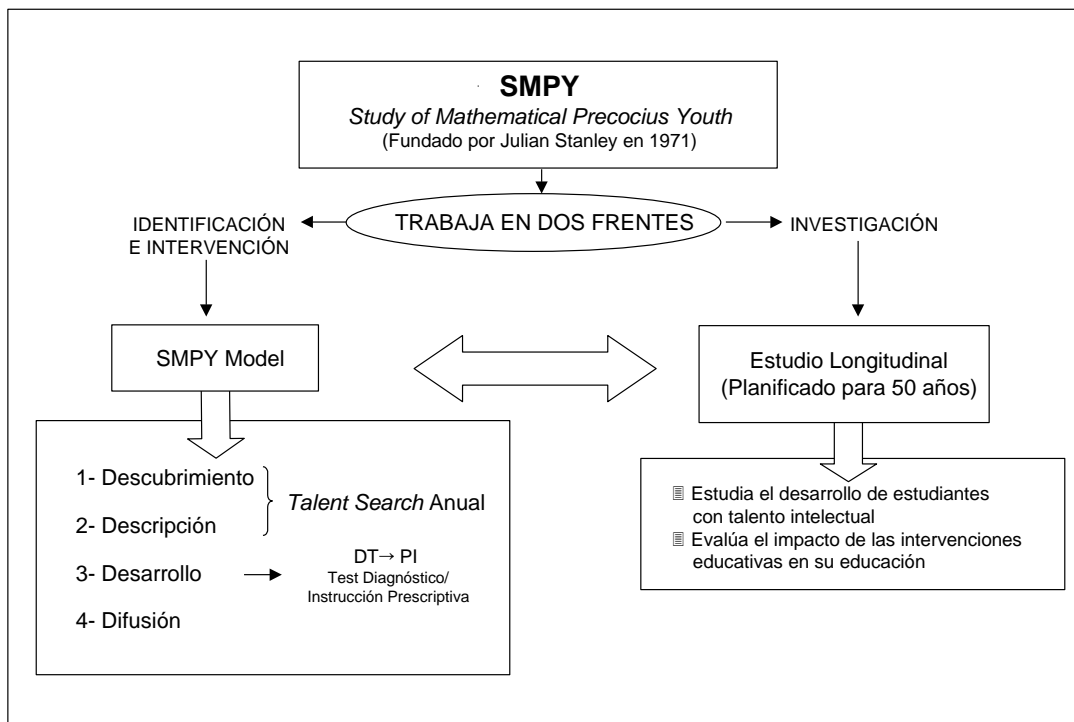 SMPY
Study of Mathematical Precocius Youth
(Fundado por Julian Stanley en 1971)
TRABAJA EN DOS FRENTES
IDENTIFICACIÓN
E INTERVENCIÓN
INVESTIGACIÓN
SMPY Model
Estudio Longitudinal
(Planificado para 50 años)
1- Descubrimiento
2- Descripción
Talent Search Anual
3- Desarrollo
DT→ PI
Test Diagnóstico/
Instrucción Prescriptiva
4- Difusión
Estudia el desarrollo de estudiantes
con talento intelectual
Evalúa el impacto de las intervenciones
educativas en su educación